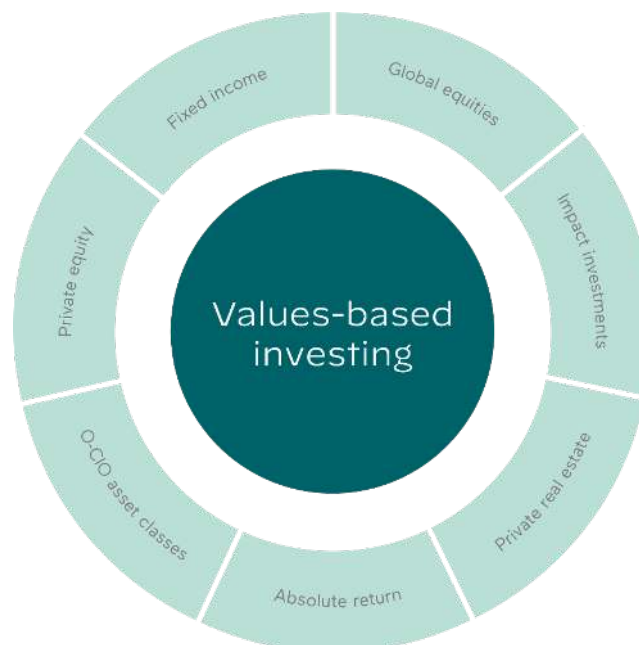 Fixed income
Global equities
Impact investments
Private real estate
Absolute return
O-CIO asset classes
Private equity
Values-based
investing